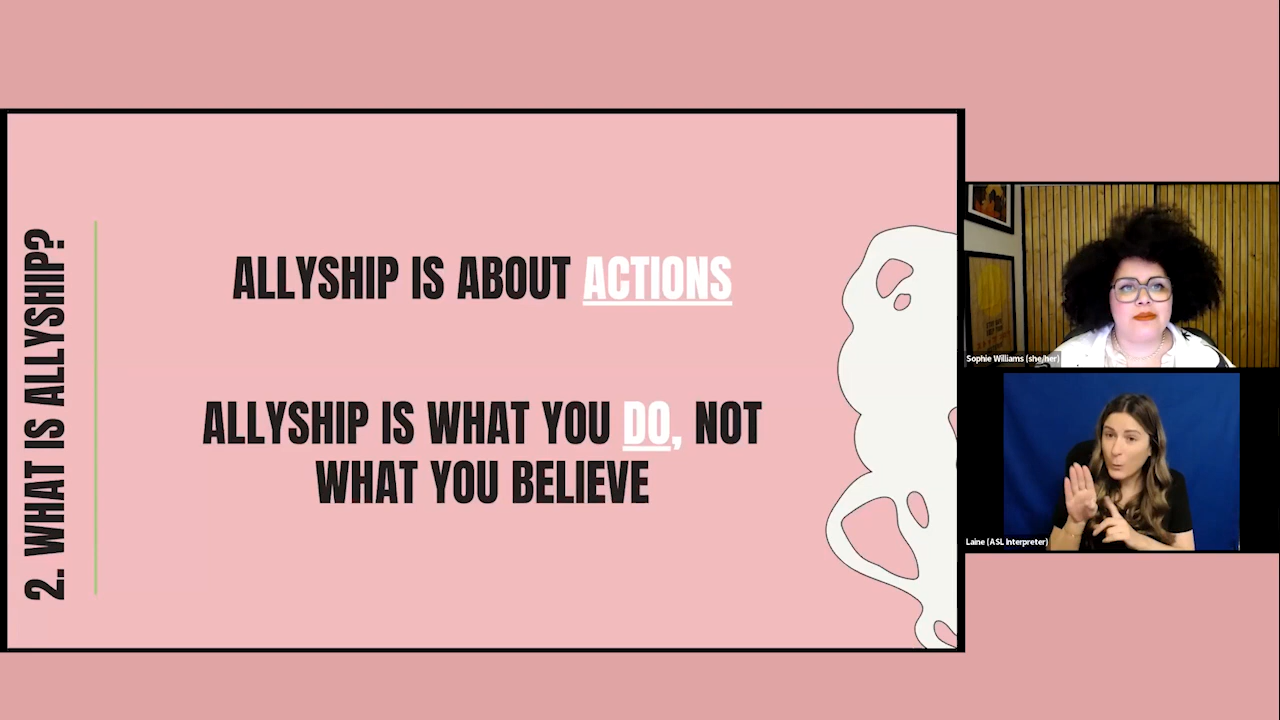 2. WHAT IS ALLYSHIP?
ALLYSHIP IS ABOUT ACTIONS
ALLYSHIP IS WHAT YOU DO, NOT
WHAT YOU BELIEVE
Sophie Williams (she/her)
Laine (ASL Interpreter)